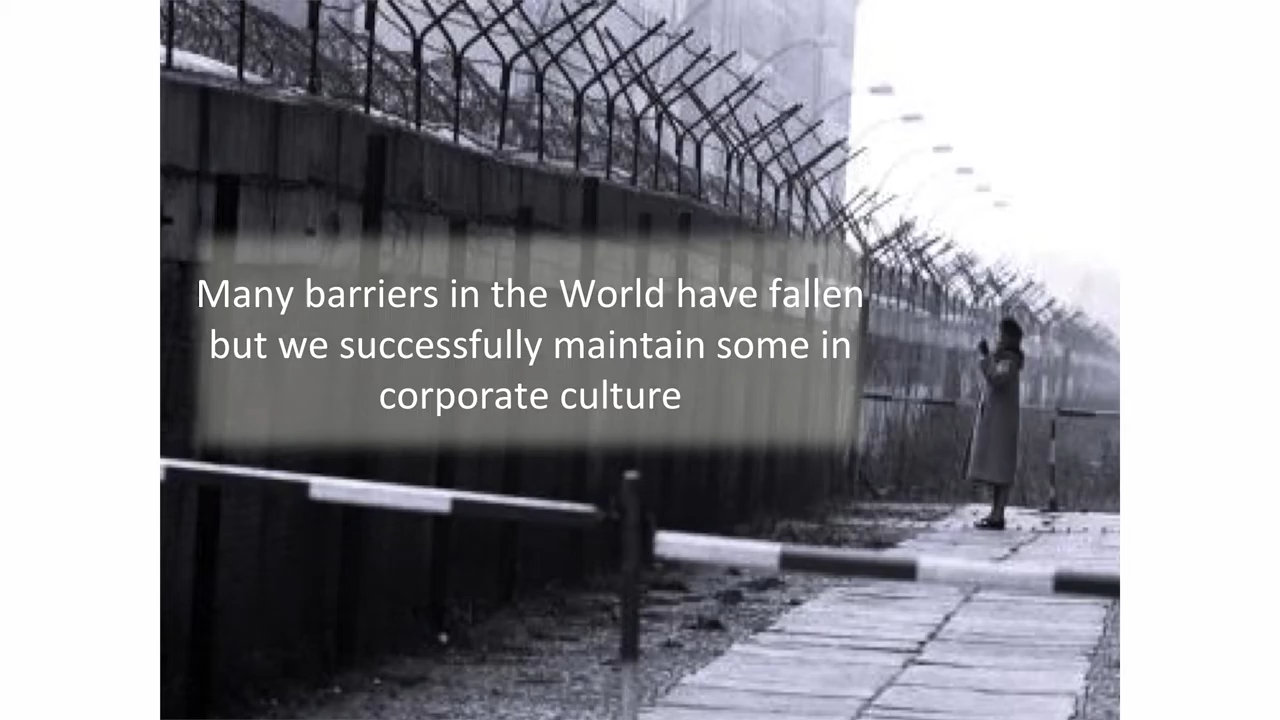 Many barriers in the World have fallen
but we successfully maintain some in
corporate culture